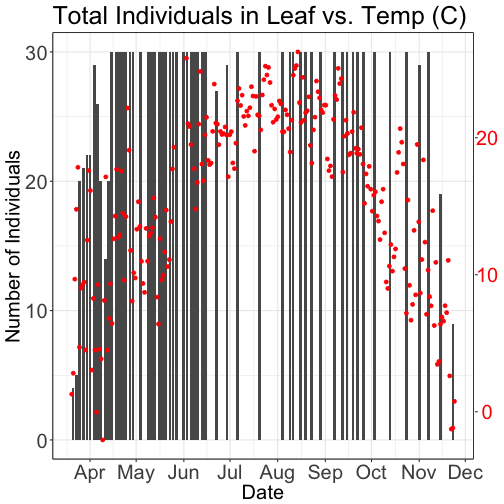 Total Individuals in Leaf vs. Temp (C)
Number of Individuals
30
20
10
0
20
10
0
Apr May Jun Jul Aug Sep Oct Nov Dec
Date